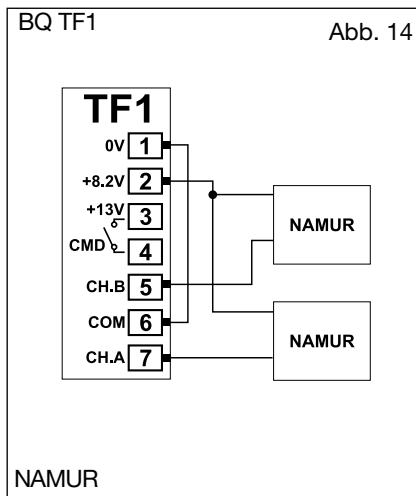 BQ TF1
Abb. 14
TF1
0V 1
+8.2V 2
+13V 3
CMD 4
CH.B 5
COM 6
CH.A 7
NAMUR
NAMUR
NAMUR